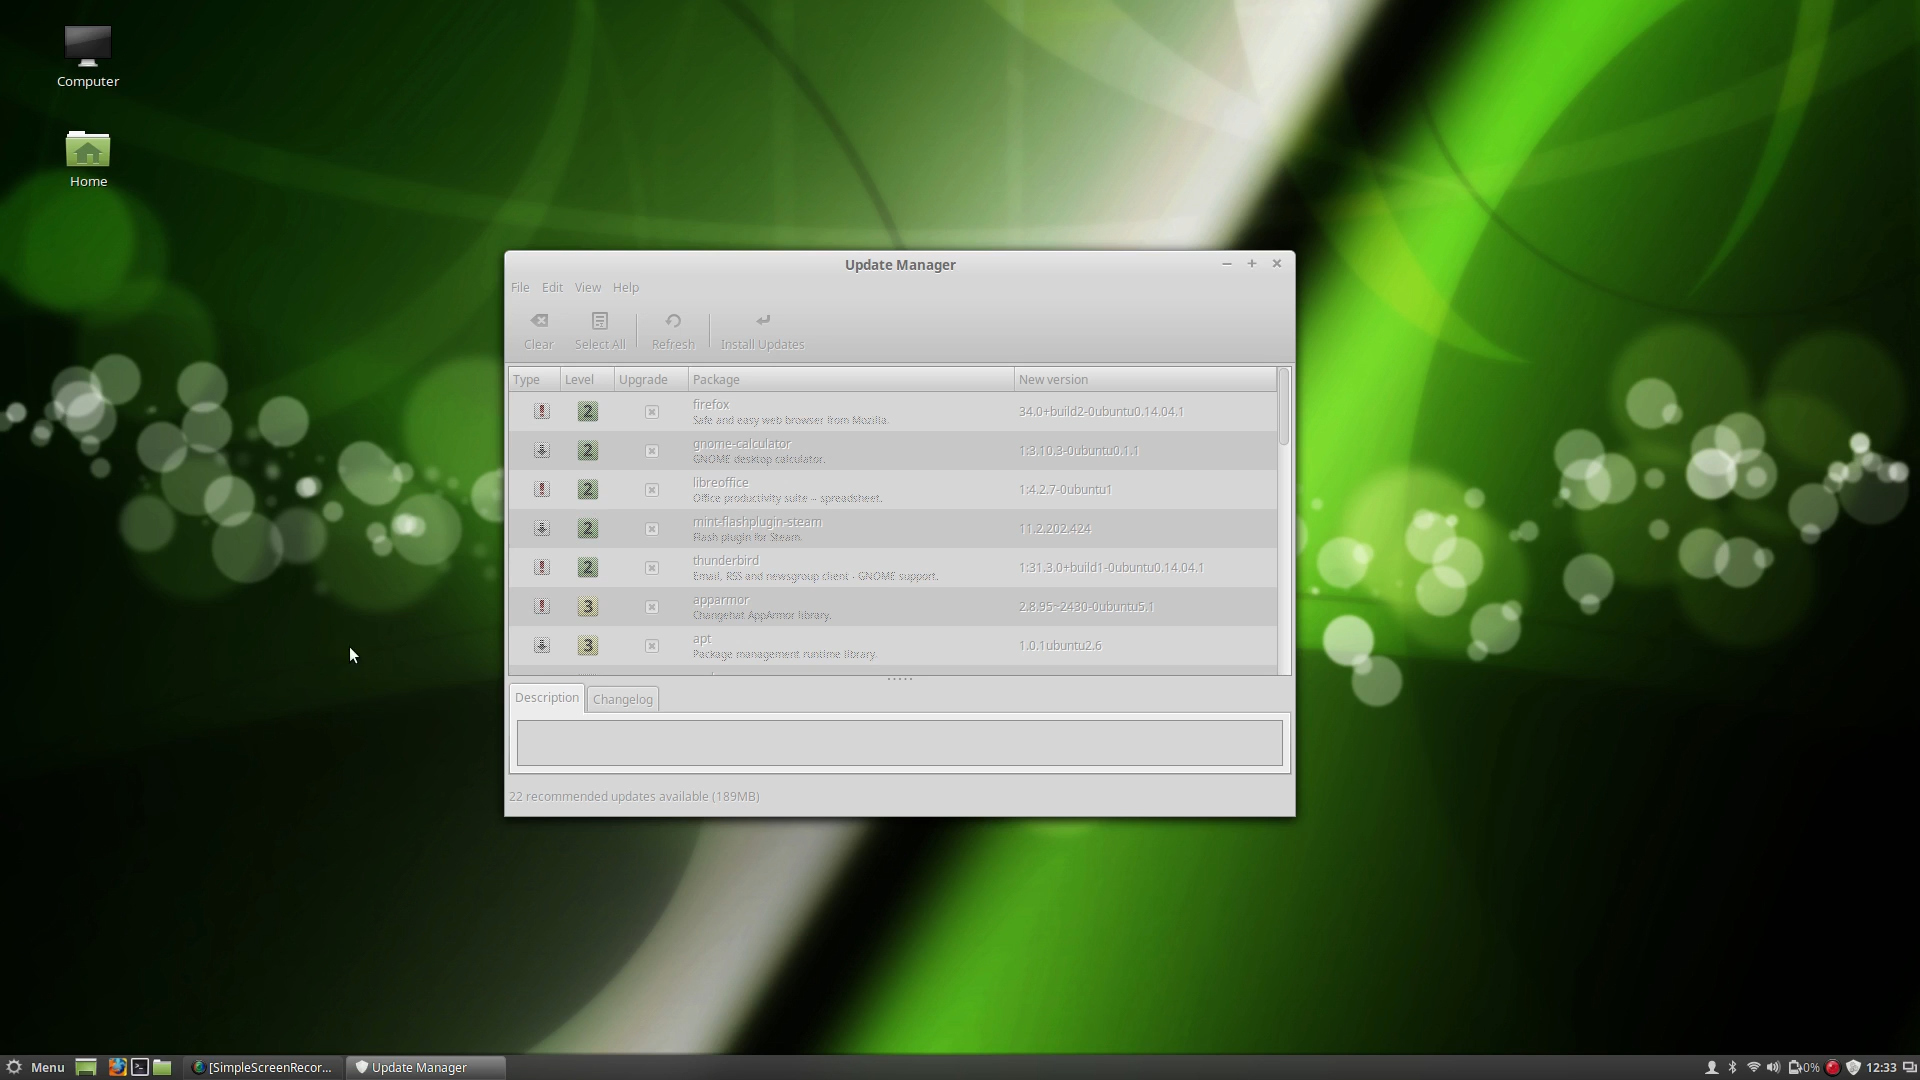 Computer
Home
Update Manager
File Edit View Help
Clear Select All Refresh Install Updates
Type Level Upgrade Package New version
! 2 firefox 34.0+build2-0ubuntu0.14.04.1
Safe and easy web browser from Mozilla.
2 gnome-calculator 1:3.10.3-0ubuntu0.1.1
GNOME desktop calculator.
! 2 libreoffice 1:4.2.7-0ubuntu1
Office productivity suite -- spreadsheet.
2 mint-flashplugin-steam 11.2.202.424
Flash plugin for Steam.
! 2 thunderbird 1:31.3.0+build1-0ubuntu0.14.04.1
Email, RSS and newsgroup client - GNOME support.
! 3 apparmor 2.8.95~2430-0ubuntu5.1
Changehat AppArmor library.
3 apt 1.0.1ubuntu2.6
Package management runtime library.
Description Changelog
22 recommended updates available (189MB)
Menu [SimpleScreenRecor... Update Manager 0% 12:33